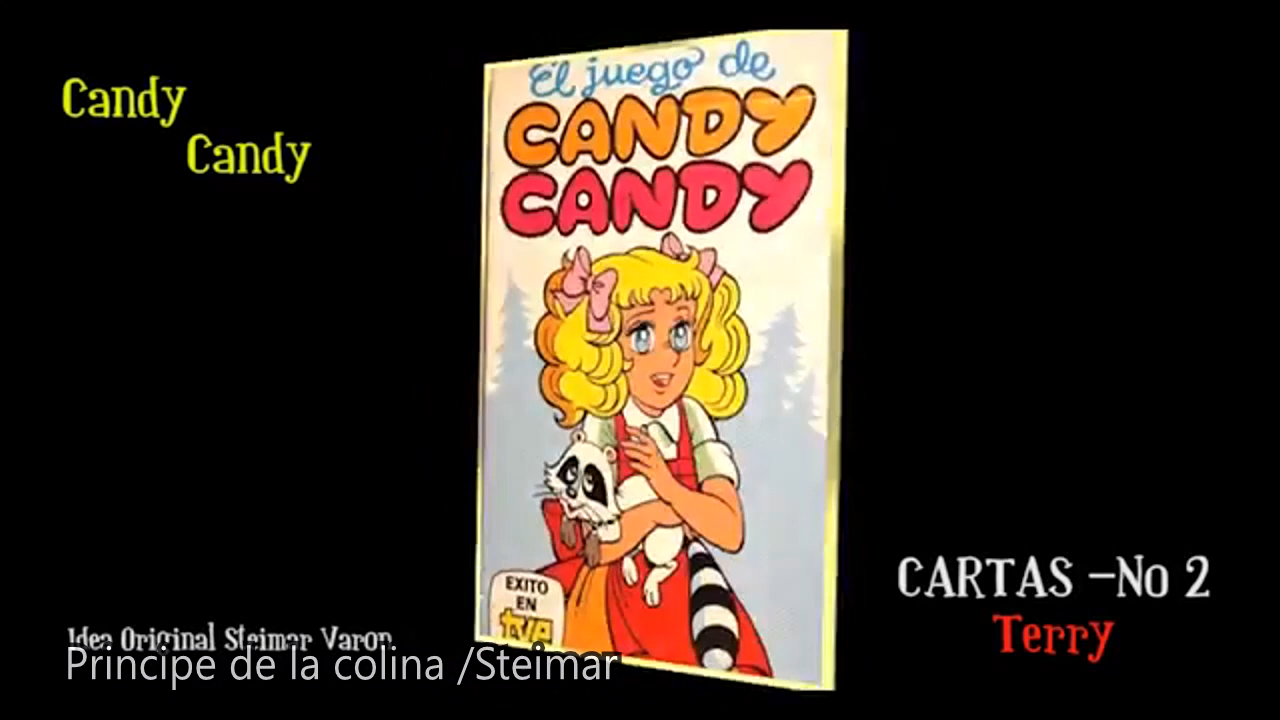 Candy
Candy
El juego de
CANDY
CANDY
EXITO
EN
tve
CARTAS -No 2
Terry
Idea Original Steimar Varon
Principe de la colina /Steimar